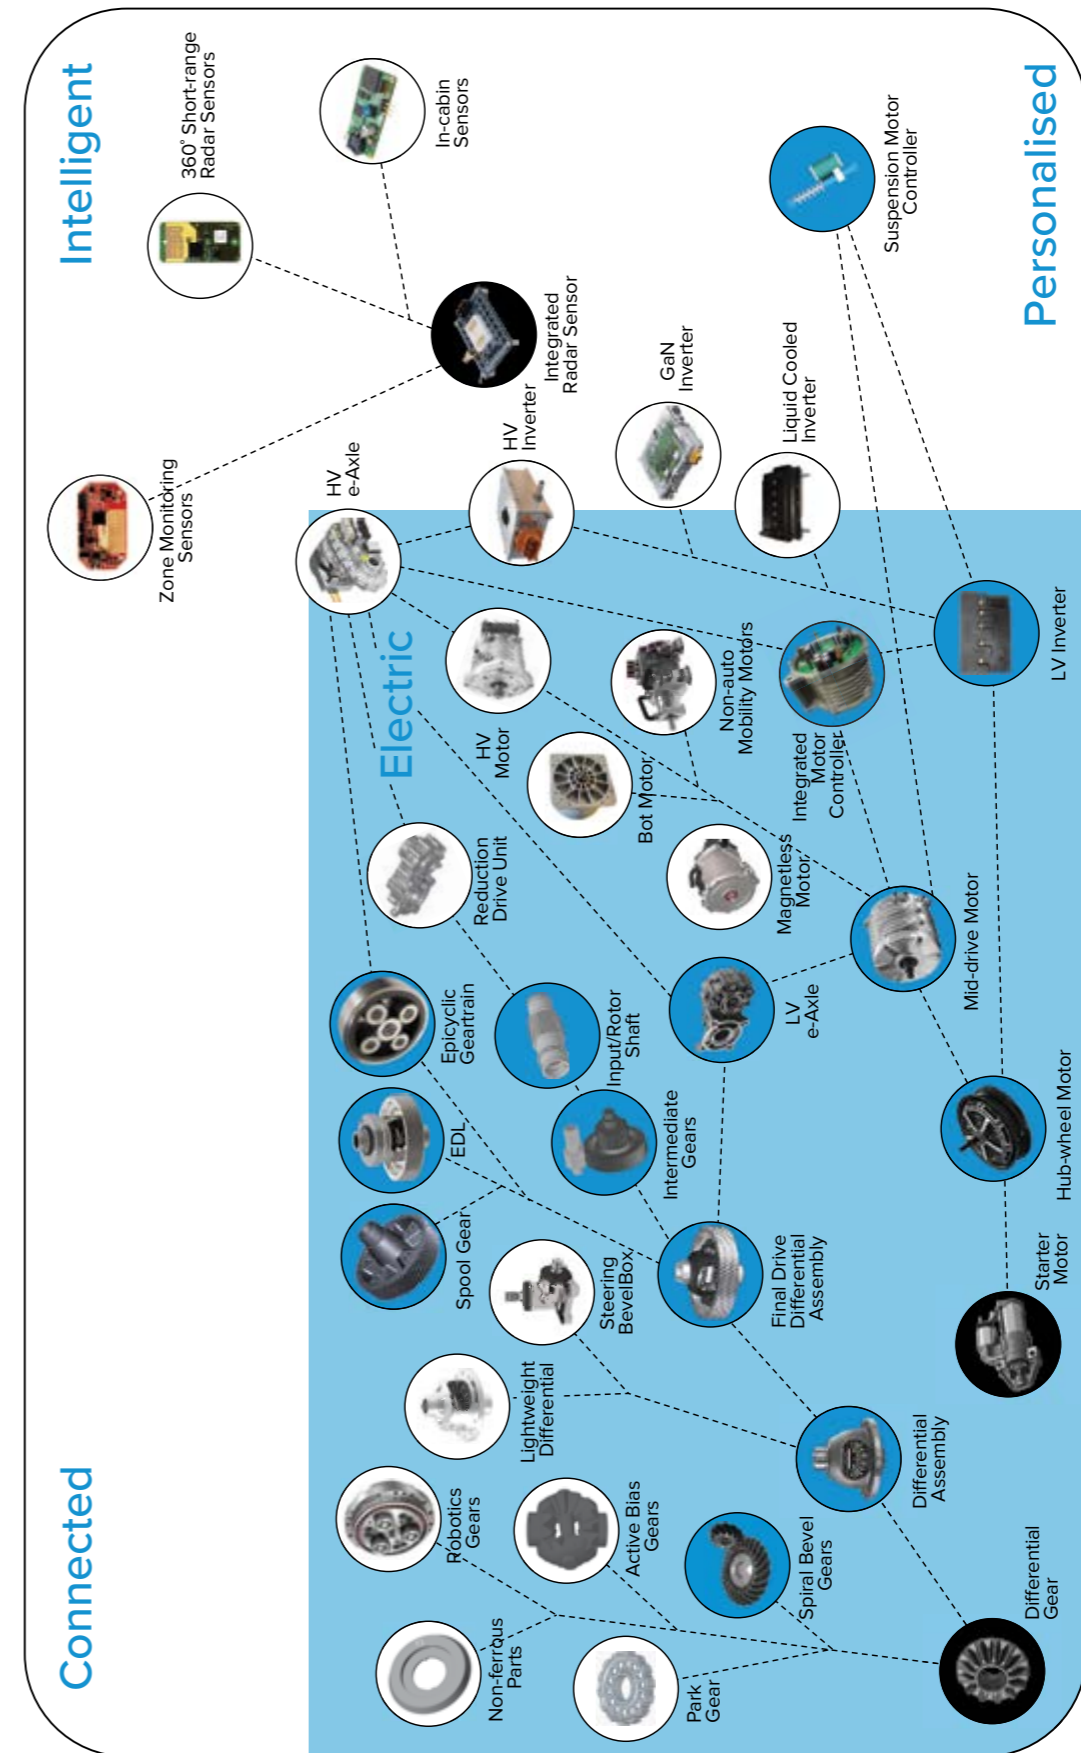 Connected
Intelligent
Personalised
Electric
Zone Monitoring
Sensors
360° Short-range
Radar Sensors
In-cabin
Sensors
Integrated
Radar Sensor
HV
e-Axle
HV
Inverter
GaN
Inverter
Liquid Cooled
Inverter
Suspension Motor
Controller
LV Inverter
HV
Motor
Non-auto
Mobility Motors
Bot Motor
Integrated
Motor
Controller
Magnetless
Motor
Reduction
Drive Unit
Epicyclic
Geartrain
Input/Rotor
Shaft
LV
e-Axle
Mid-drive Motor
EDL
Intermediate
Gears
Hub-wheel Motor
Spool Gear
Steering
BevelBox
Final Drive
Differential
Assembly
Starter
Motor
Lightweight
Differential
Differential
Assembly
Robotics
Gears
Active Bias
Gears
Spiral Bevel
Gears
Non-ferrous
Parts
Park
Gear
Differential
Gear